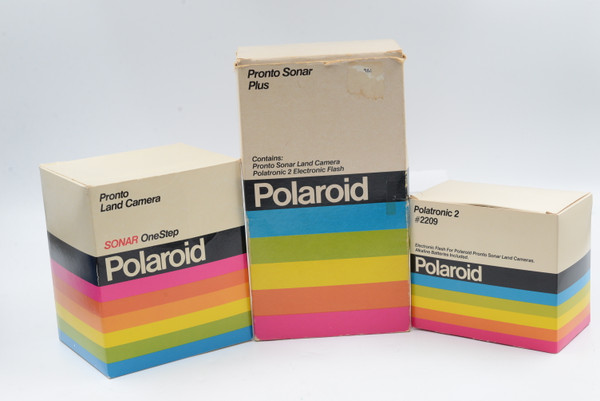 Pronto
Land Camera
SONAR OneStep
Polaroid
Pronto Sonar
Plus
Contains:
Pronto Sonar Land Camera
Polatronic 2 Electronic Flash
Polaroid
Polatronic 2
#2209
Electronic Flash For Polaroid Pronto Sonar Land Cameras.
Alkaline Batteries Included.
Polaroid